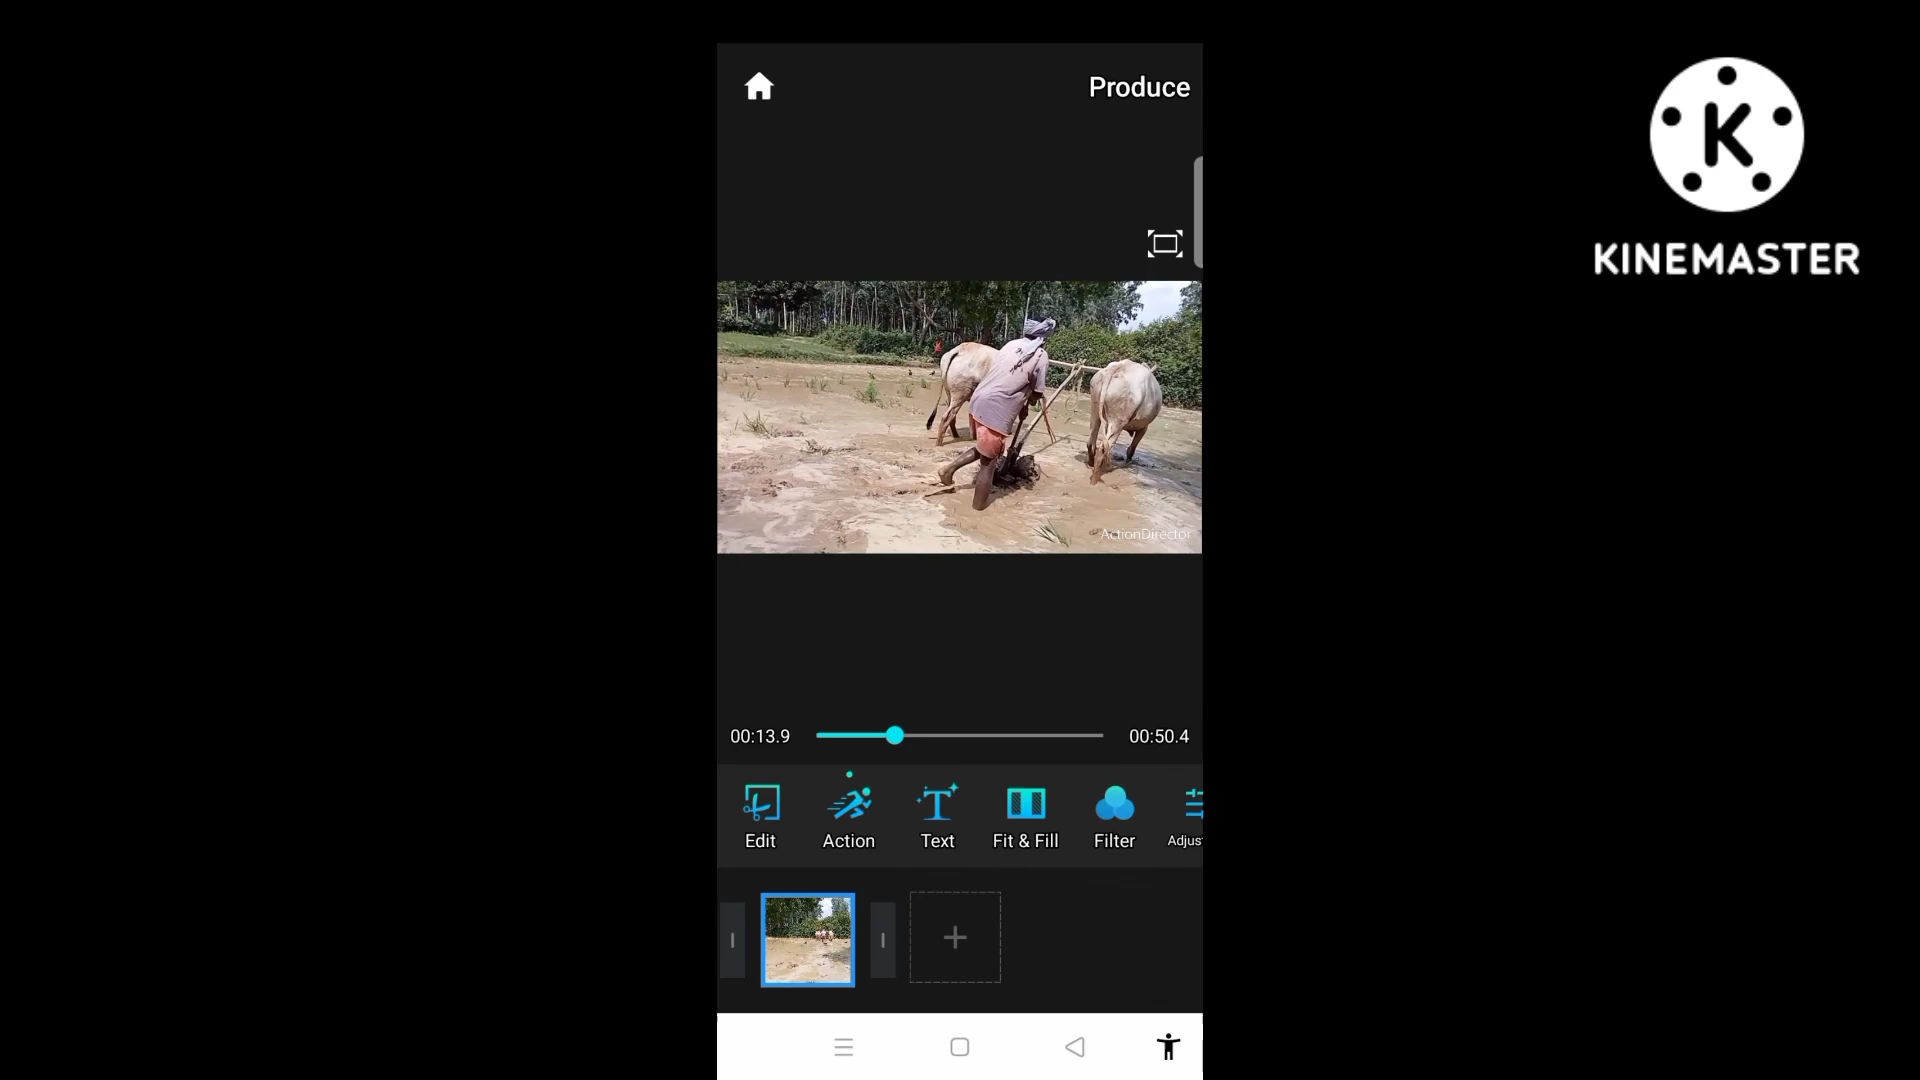 Produce
K
KINEMASTER
ActionDirector
00:13.9
00:50.4
Edit
Action
Text
Fit & Fill
Filter
Adjus